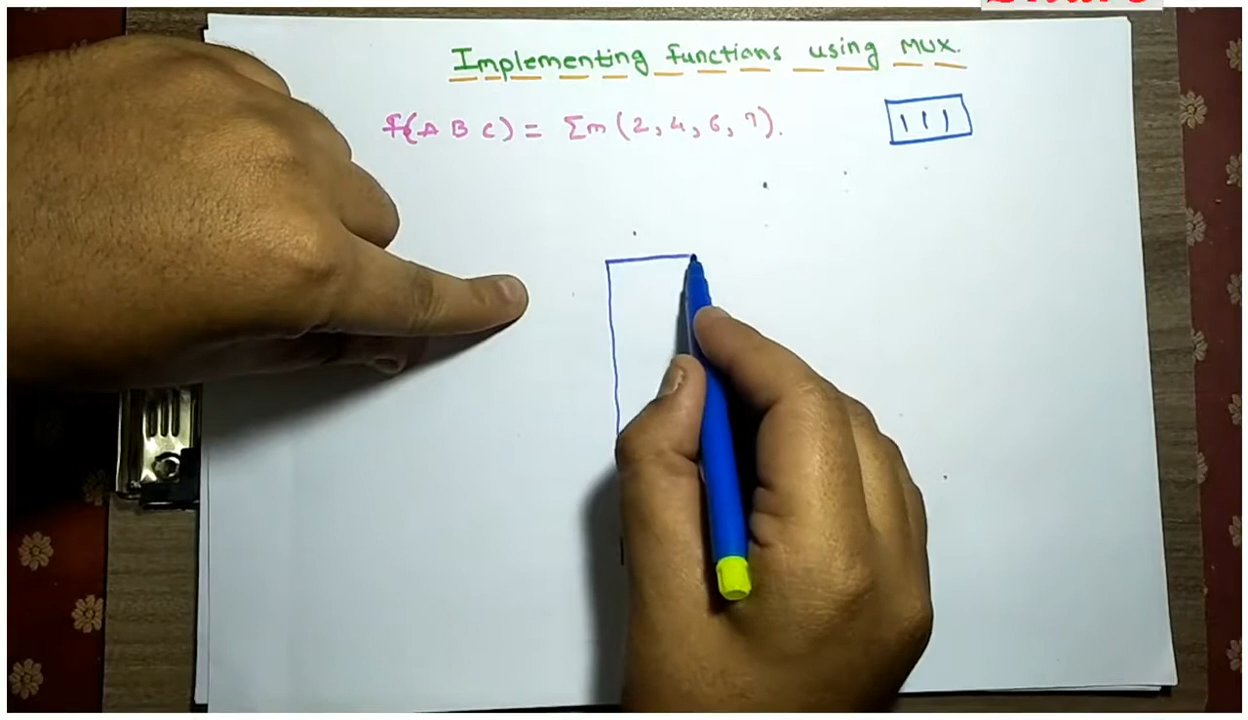 Implementing functions using MUX.
f(A B C) = Σm (2, 4, 6, 7).
111